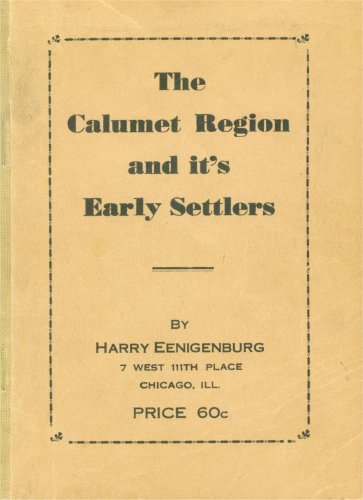 The
Calumet Region
and it's
Early Settlers
By
HARRY EENIGENBURG
7 WEST 111TH PLACE
CHICAGO, ILL.
PRICE 60c